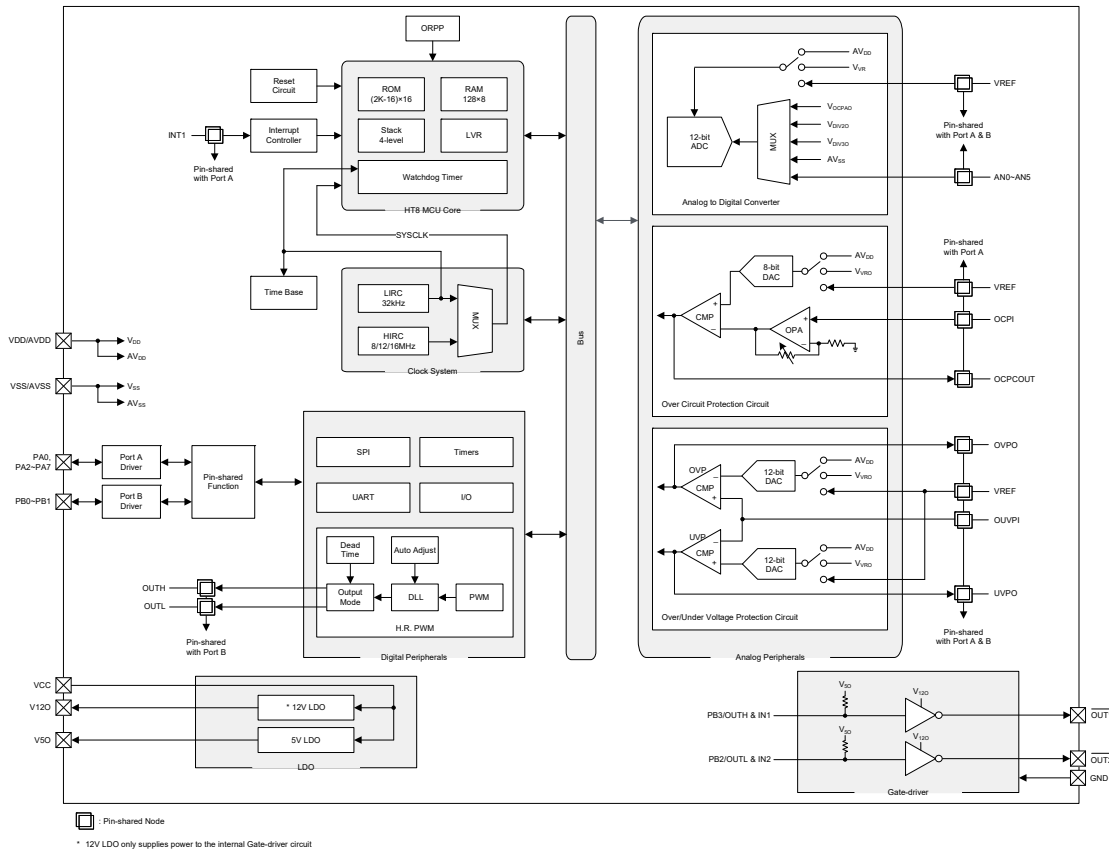 ORPP
Reset
Circuit
INT1
Interrupt
Controller
Pin-shared
with Port A
ROM
(2K-16)×16
RAM
128×8
Stack
4-level
LVR
Watchdog Timer
HT8 MCU Core
SYSCLK
Time Base
LIRC
32kHz
HIRC
8/12/16MHz
MUX
Clock System
Bus
VDD/AVDD
VDD
AVDD
VSS/AVSS
VSS
AVSS
PA0,
PA2~PA7
Port A
Driver
PB0~PB1
Port B
Driver
Pin-shared
Function
SPI
Timers
UART
I/O
Dead
Time
Auto Adjust
Output
Mode
DLL
PWM
H.R. PWM
Digital Peripherals
OUTH
OUTL
Pin-shared
with Port B
VCC
V12O
V5O
* 12V LDO
5V LDO
LDO
AVDD
VVR
VREF
12-bit
ADC
MUX
VOCPAO
VDIV2O
VDIV3O
AVSS
Pin-shared
with Port A & B
AN0~AN5
Analog to Digital Converter
Pin-shared
with Port A
8-bit
DAC
AVDD
VVRO
VREF
+
CMP
–
OPA
+
–
OCPI
OCPCOUT
Over Circuit Protection Circuit
OVPO
OVP
–
CMP
+
12-bit
DAC
AVDD
VVRO
VREF
OUVPI
UVP
–
CMP
+
12-bit
DAC
AVDD
VVRO
UVPO
Over/Under Voltage Protection Circuit
Pin-shared
with Port A & B
Analog Peripherals
V5O
V12O
PB3/OUTH & IN1
V5O
V12O
PB2/OUTL & IN2
OUT
GND
Gate-driver
: Pin-shared Node
* 12V LDO only supplies power to the internal Gate-driver circuit